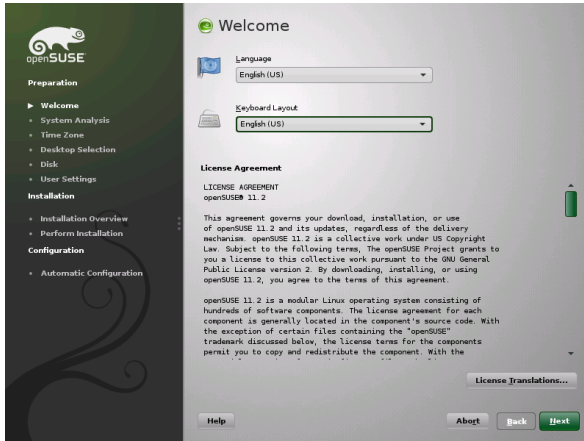 openSUSE
Preparation
Welcome
System Analysis
Time Zone
Desktop Selection
Disk
User Settings
Installation
Installation Overview
Perform Installation
Configuration
Automatic Configuration
Welcome
Language
English (US)
Keyboard Layout
English (US)
License Agreement
LICENSE AGREEMENT
openSUSE® 11.2
This agreement governs your download, installation, or use
of openSUSE 11.2 and its updates, regardless of the delivery
mechanism. openSUSE 11.2 is a collective work under US Copyright
Law. Subject to the following terms, The openSUSE Project grants to
you a license to this collective work pursuant to the GNU General
Public License version 2. By downloading, installing, or using
openSUSE 11.2, you agree to the terms of this agreement.
openSUSE 11.2 is a modular Linux operating system consisting of
hundreds of software components. The license agreement for each
component is generally located in the component's source code. With
the exception of certain files containing the "openSUSE"
trademark discussed below, the license terms for the components
permit you to copy and redistribute the component. With the
License Translations...
Help
Abort
Back
Next